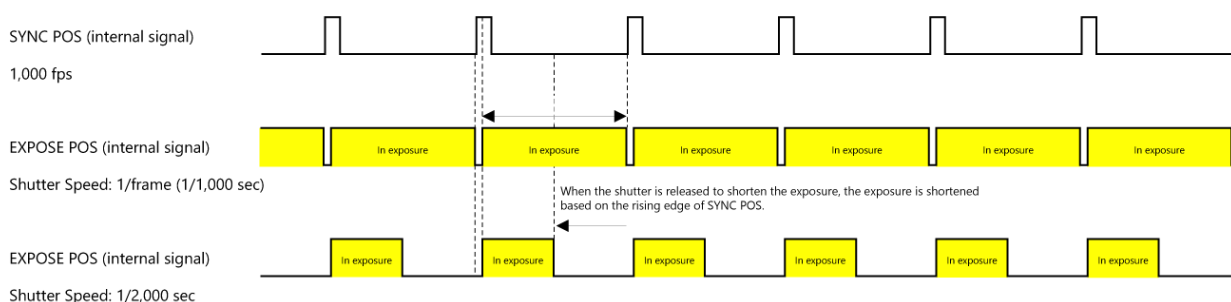 SYNC POS (internal signal)
1,000 fps
EXPOSE POS (internal signal)
In exposure
In exposure
In exposure
In exposure
In exposure
Shutter Speed: 1/frame (1/1,000 sec)
When the shutter is released to shorten the exposure, the exposure is shortened
based on the rising edge of SYNC POS.
EXPOSE POS (internal signal)
In exposure
In exposure
In exposure
In exposure
In exposure
In exposure
Shutter Speed: 1/2,000 sec